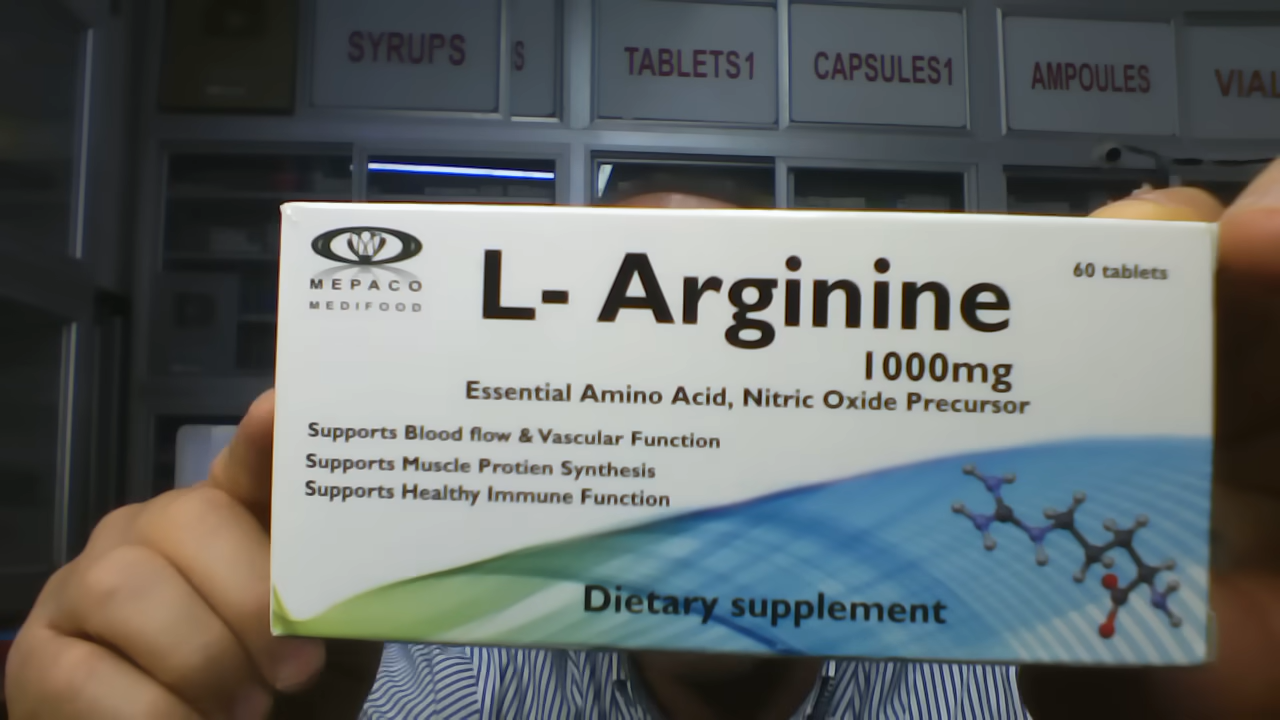 SYRUPS
S
TABLETS1
CAPSULES1
AMPOULES
VIAL
MEPACO
MEDIFOOD
L- Arginine
60 tablets
1000mg
Essential Amino Acid, Nitric Oxide Precursor
Supports Blood flow & Vascular Function
Supports Muscle Protien Synthesis
Supports Healthy Immune Function
Dietary supplement